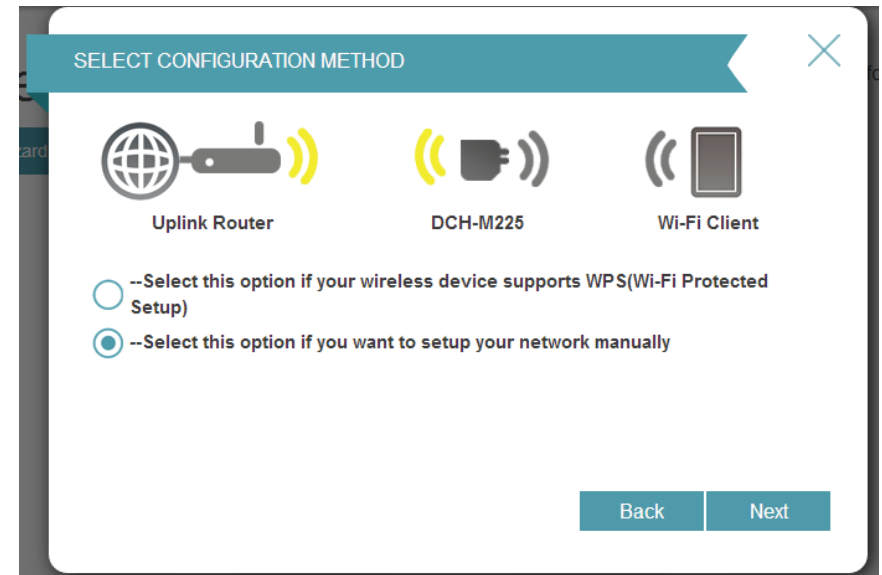 SELECT CONFIGURATION METHOD
Uplink Router
DCH-M225
Wi-Fi Client
--Select this option if your wireless device supports WPS(Wi-Fi Protected
Setup)
--Select this option if you want to setup your network manually
Back
Next